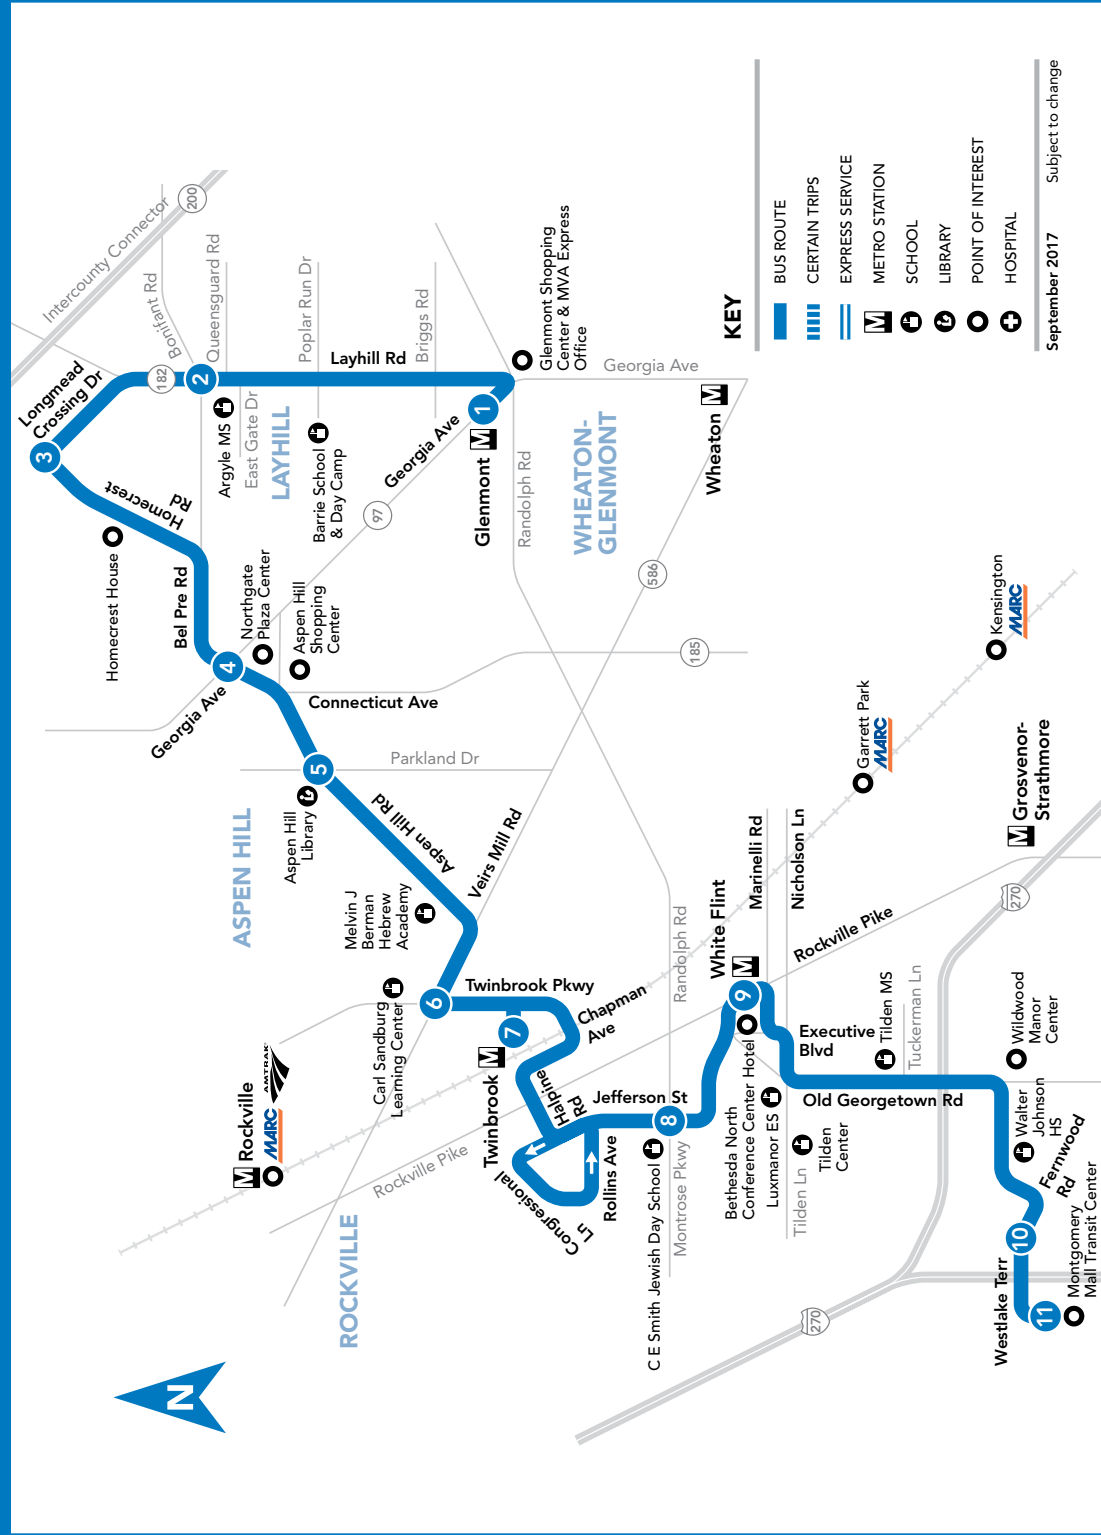 N
Intercounty Connector
200
Longmead
Crossing Dr
3
Homecrest
Rd
Homecrest House
Bonifant Rd
182
2
Queensguard Rd
Argyle MS
East Gate Dr
LAYHILL
Poplar Run Dr
Barrie School
& Day Camp
Layhill Rd
Briggs Rd
Georgia Ave
97
1
Glenmont
Glenmont Shopping
Center & MVA Express
Office
Georgia Ave
Randolph Rd
WHEATON-
GLENMONT
Wheaton
586
185
Bel Pre Rd
4
Georgia Ave
Northgate
Plaza Center
Aspen Hill
Shopping
Center
Connecticut Ave
5
Parkland Dr
Aspen Hill
Library
ASPEN HILL
Aspen Hill Rd
Veirs Mill Rd
Melvin J
Berman
Hebrew
Academy
6
Carl Sandburg
Learning Center
Twinbrook Pkwy
7
Twinbrook
Chapman
Ave
Halpine
Rd
Rockville
MARC
AMTRAK
Rockville Pike
ROCKVILLE
Congressional
Ln
Rollins Ave
Jefferson St
8
C E Smith Jewish Day School
Montrose Pkwy
Randolph Rd
White Flint
9
Marinelli Rd
Nicholson Ln
Rockville Pike
Bethesda North
Conference Center Hotel
Luxmanor ES
Tilden Ln
Tilden
Center
Executive
Blvd
Old Georgetown Rd
Tilden MS
Tuckerman Ln
Garrett Park
MARC
Kensington
MARC
Grosvenor-
Strathmore
270
Wildwood
Manor
Center
Walter
Johnson
HS
Fernwood
Rd
10
Westlake Terr
11
Montgomery
Mall Transit Center
270
KEY
BUS ROUTE
CERTAIN TRIPS
EXPRESS SERVICE
M
METRO STATION
SCHOOL
LIBRARY
POINT OF INTEREST
HOSPITAL
September 2017
Subject to change